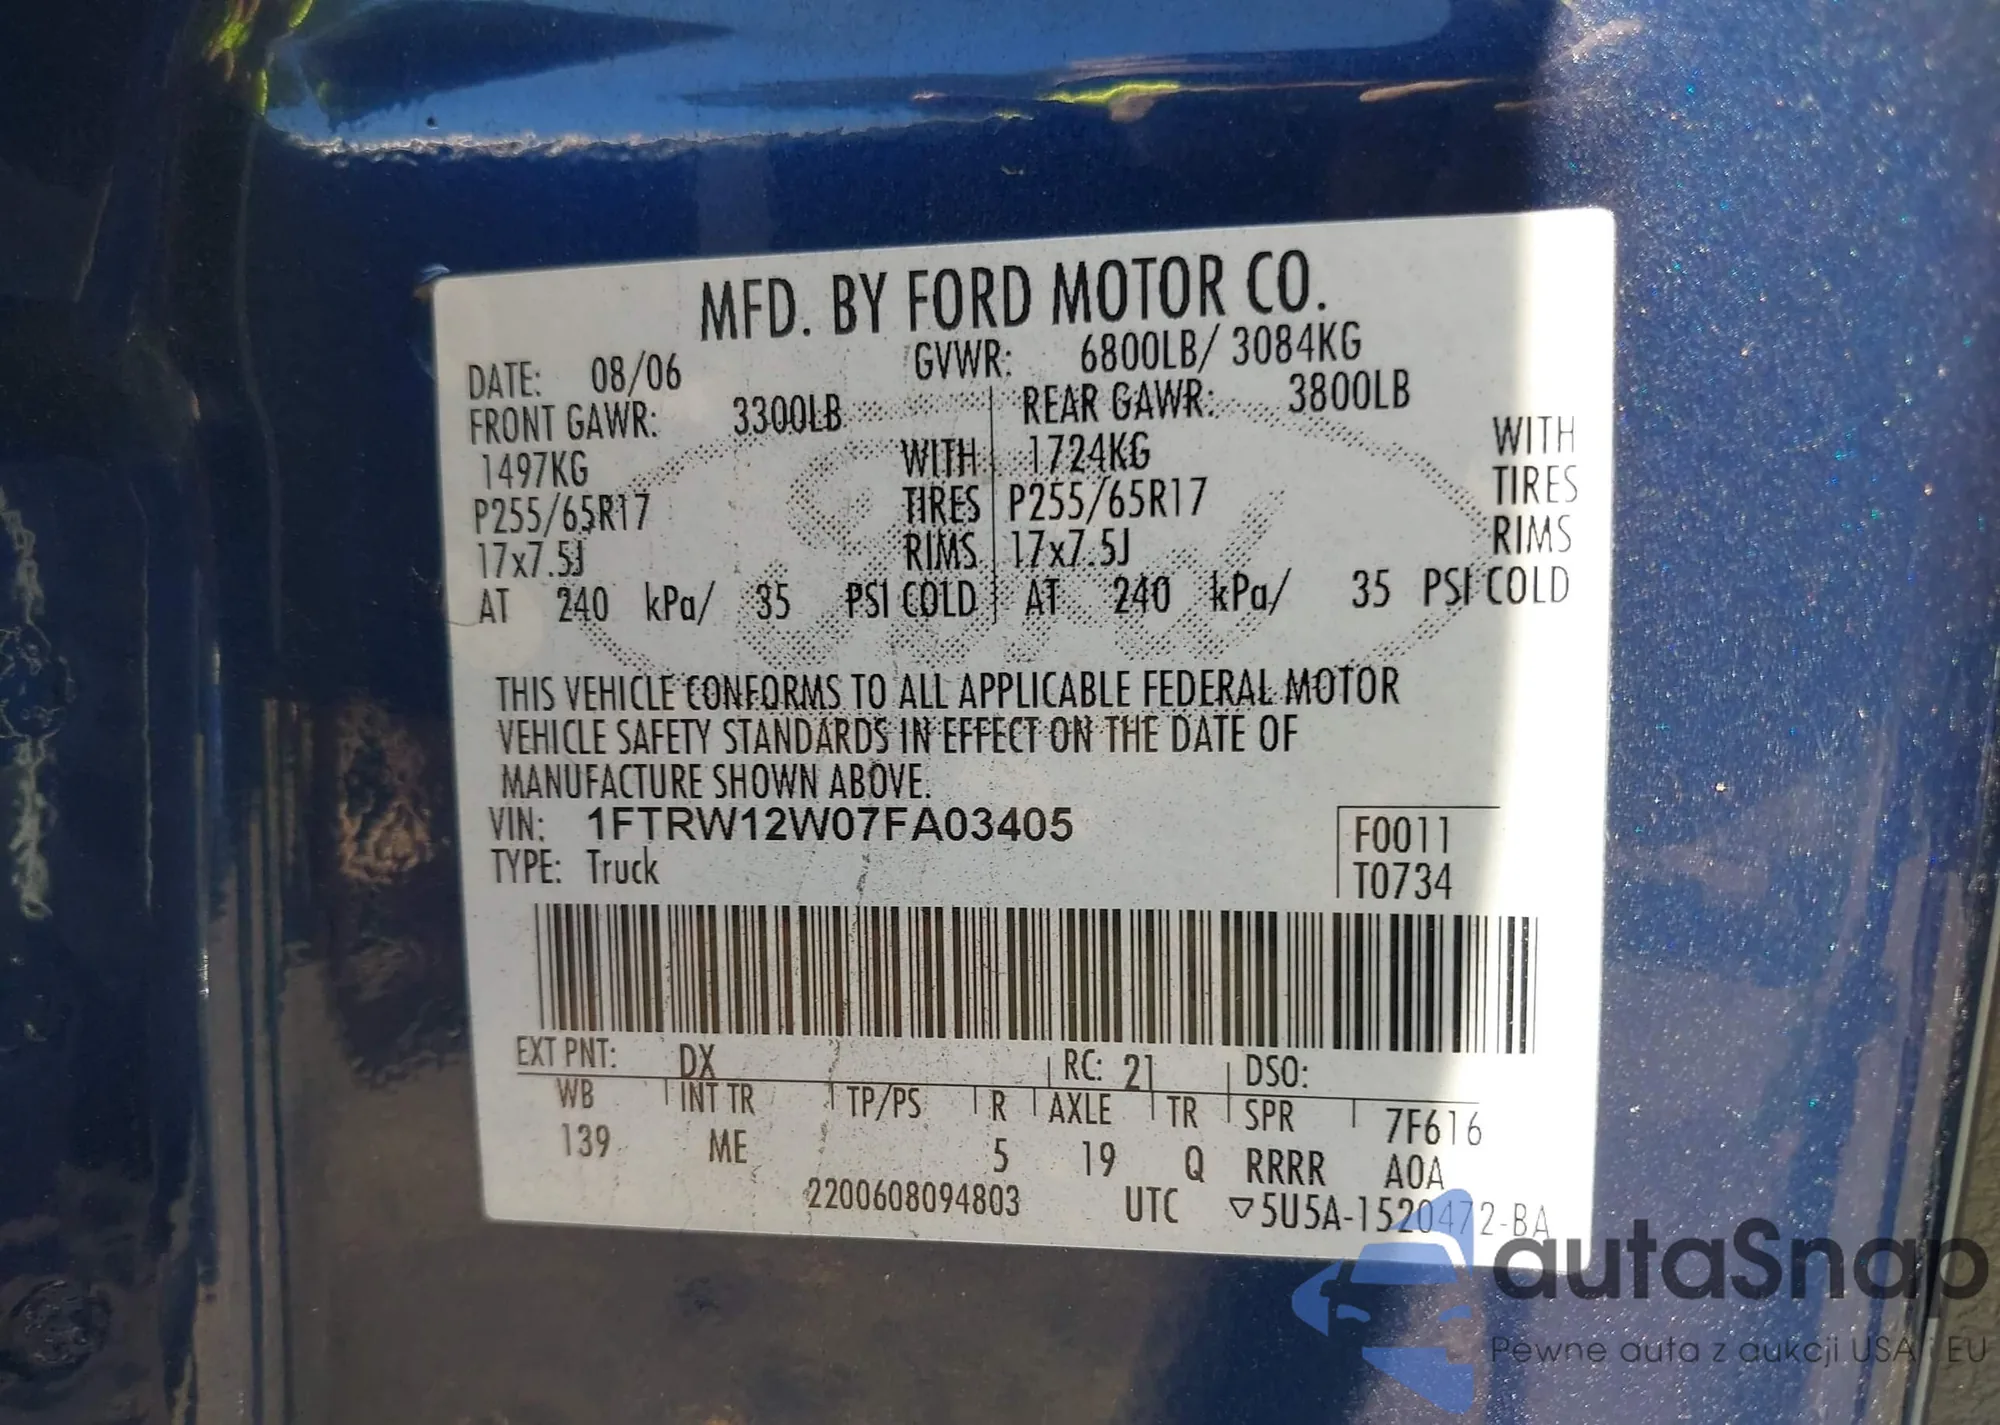 MFD. BY FORD MOTOR CO.
DATE: 08/06 GVWR: 6800LB/ 3084KG
FRONT GAWR: 3300LB REAR GAWR: 3800LB
1497KG WITH 1724KG WITH
P255/65R17 TIRES P255/65R17 TIRES
17x7.5J RIMS 17x7.5J RIMS
AT 240 kPa/ 35 PSI COLD AT 240 kPa/ 35 PSI COLD
THIS VEHICLE CONFORMS TO ALL APPLICABLE FEDERAL MOTOR
VEHICLE SAFETY STANDARDS IN EFFECT ON THE DATE OF
MANUFACTURE SHOWN ABOVE.
VIN: 1FTRW12W07FA03405 F0011
TYPE: Truck T0734
EXT PNT: DX RC: 21 DSO:
WB INT TR TP/PS R AXLE TR SPR 7F616
139 ME 5 19 Q RRRR A0A
2200608094803 UTC ▽5U5A-1520472-BA
autaSnap
Pewne auta z aukcji USA i EU